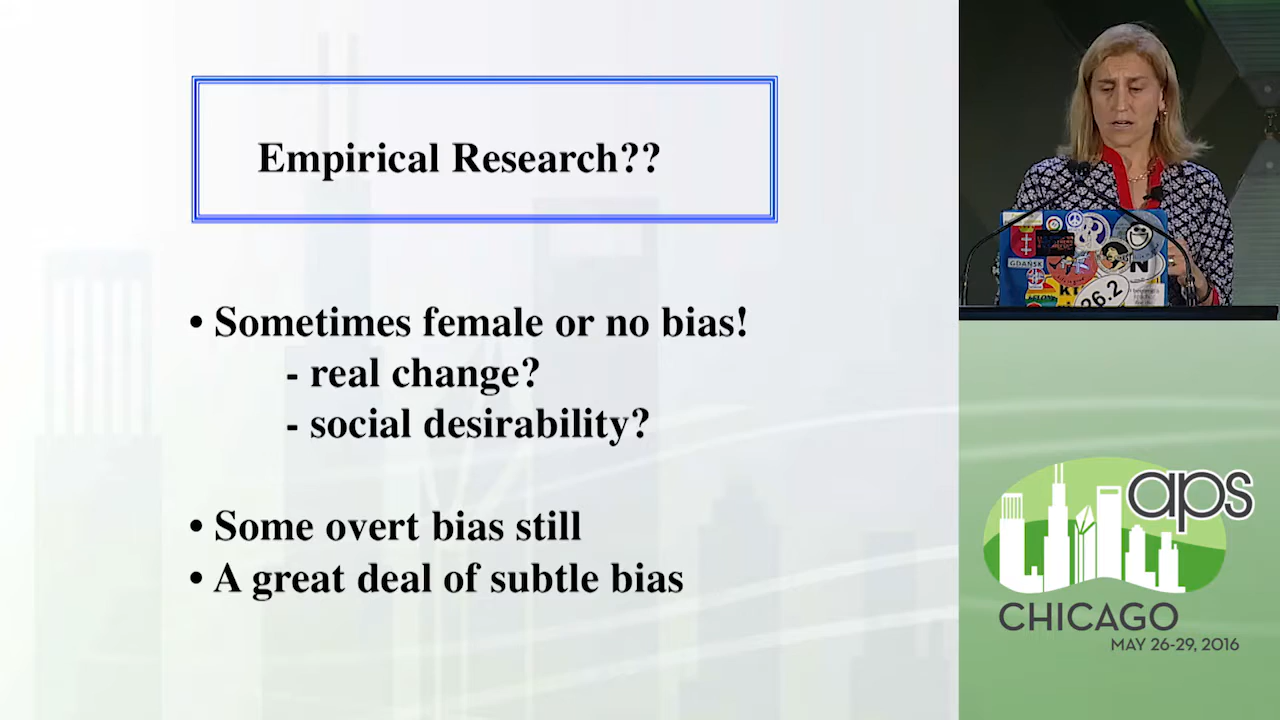 Empirical Research??
• Sometimes female or no bias!
- real change?
- social desirability?
• Some overt bias still
• A great deal of subtle bias
GDAŃSK
26.2
aps
CHICAGO
MAY 26-29, 2016